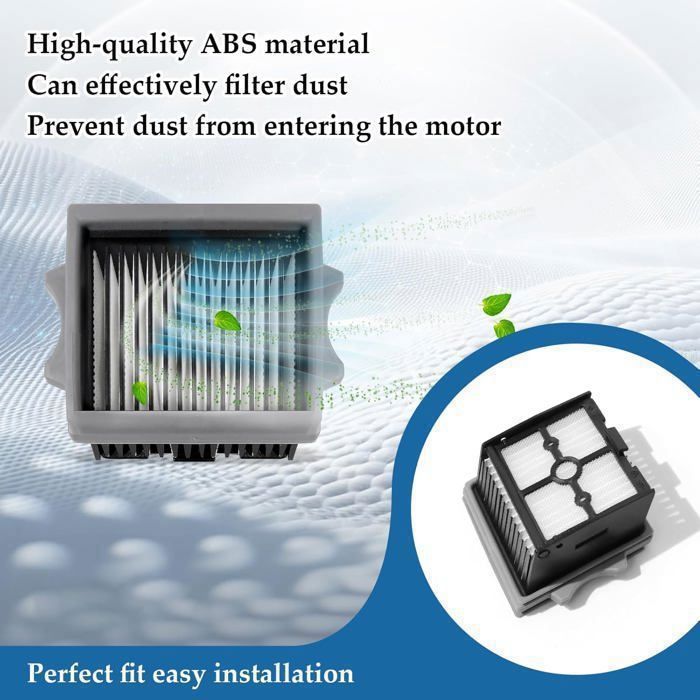 High-quality ABS material
Can effectively filter dust
Prevent dust from entering the motor
Perfect fit easy installation